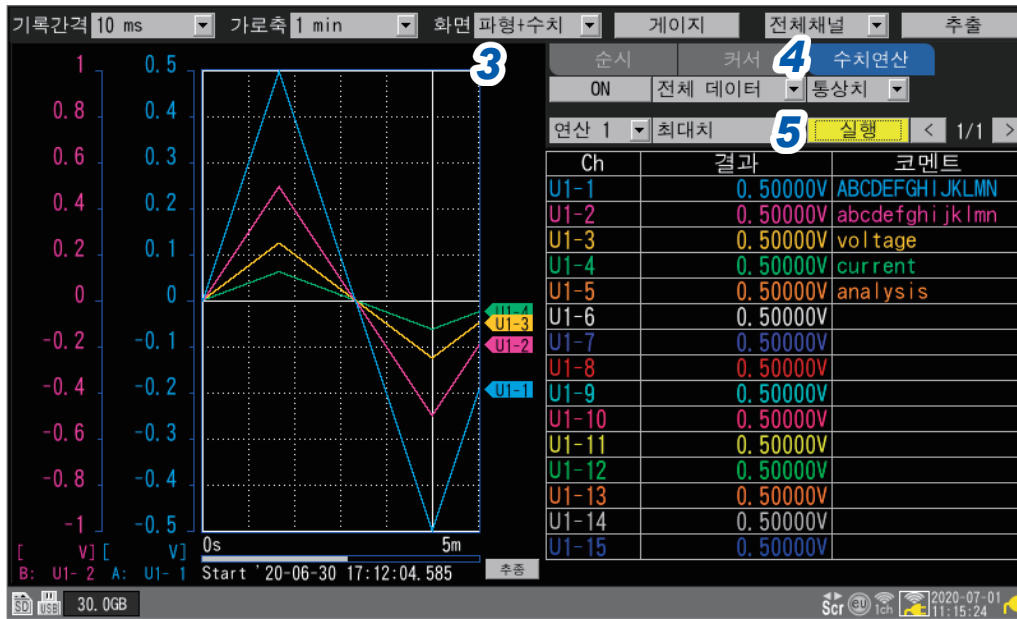 기록간격 10 ms 가로축 1 min 화면 파형+수치 게이지 전체채널 추출
3
순시 커서 4 수치연산
ON 전체 데이터 통상치
연산 1 최대치 5 실행 < 1/1 >
Ch 결과 코멘트
U1-1 0.50000V ABCDEFGHIJKLMN
U1-2 0.50000V abcdefghijklmn
U1-3 0.50000V voltage
U1-4 0.50000V current
U1-5 0.50000V analysis
U1-6 0.50000V
U1-7 0.50000V
U1-8 0.50000V
U1-9 0.50000V
U1-10 0.50000V
U1-11 0.50000V
U1-12 0.50000V
U1-13 0.50000V
U1-14 0.50000V
U1-15 0.50000V
1 0.5
0.8 0.4
0.6 0.3
0.4 0.2
0.2 0.1
0 0
-0.2 -0.1
-0.4 -0.2
-0.6 -0.3
-0.8 -0.4
-1 -0.5
U1-4
U1-3
U1-2
U1-1
0s 5m
[ V] [ V]
B: U1- 2 A: U1- 1 Start '20-06-30 17:12:04.585 추종
SD USB 30.0GB Scr eu 1ch 2020-07-01
11:15:24